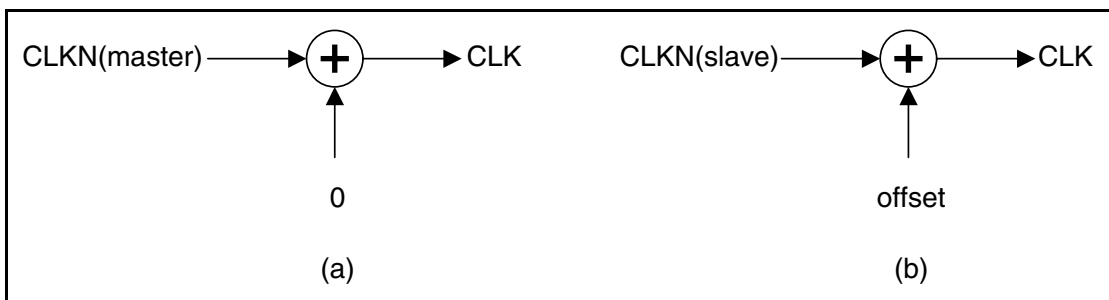 CLKN(master) + CLK
0
(a)
CLKN(slave) + CLK
offset
(b)